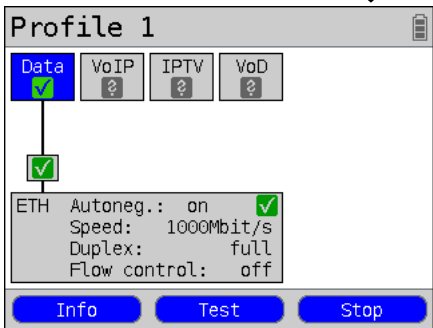 Profile 1
Data VoIP IPTV VoD
ETH Autoneg.: on
Speed: 1000Mbit/s
Duplex: full
Flow control: off
Info Test Stop